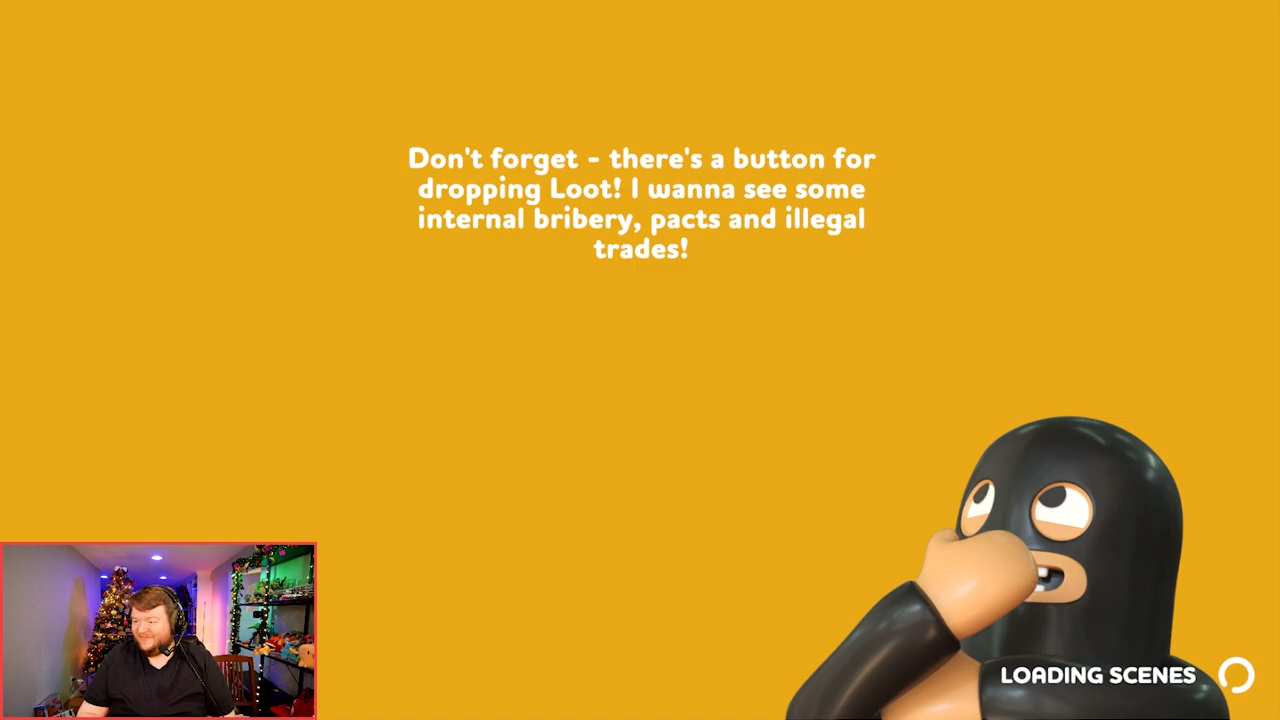 Don't forget - there's a button for
dropping Loot! I wanna see some
internal bribery, pacts and illegal
trades!
LOADING SCENES